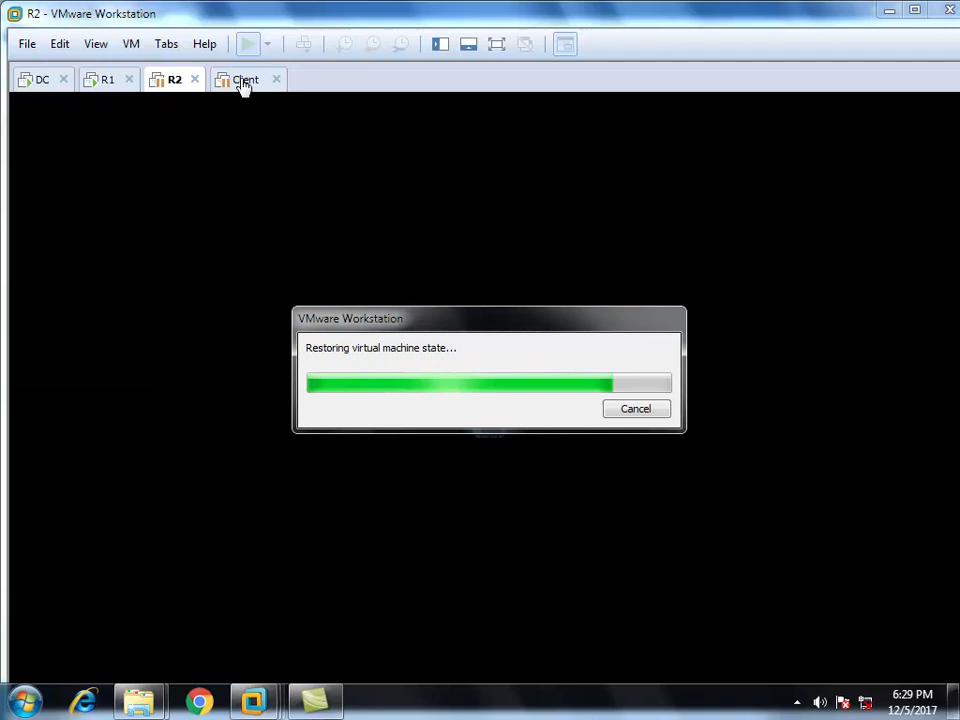 R2 - VMware Workstation
File Edit View VM Tabs Help
DC R1 R2 Client
VMware Workstation
Restoring virtual machine state...
Cancel
6:29 PM
12/5/2017